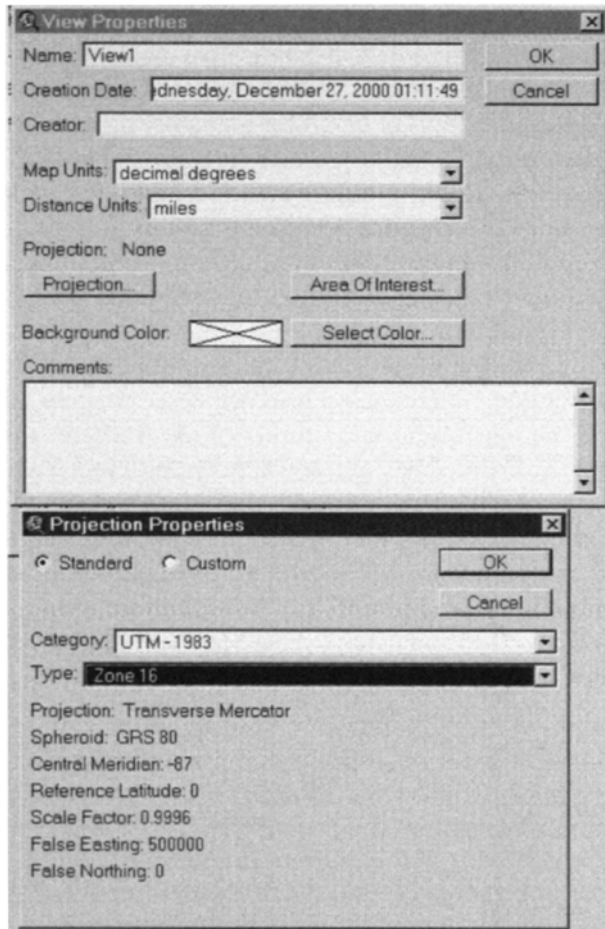 View Properties
Name: View1
OK
Creation Date: dnesday, December 27, 2000 01:11:49
Cancel
Creator:
Map Units: decimal degrees
Distance Units: miles
Projection: None
Projection...
Area Of Interest...
Background Color:
Select Color...
Comments:
Projection Properties
Standard
Custom
OK
Cancel
Category: UTM - 1983
Type: Zone 16
Projection: Transverse Mercator
Spheroid: GRS 80
Central Meridian: -87
Reference Latitude: 0
Scale Factor: 0.9996
False Easting: 500000
False Northing: 0